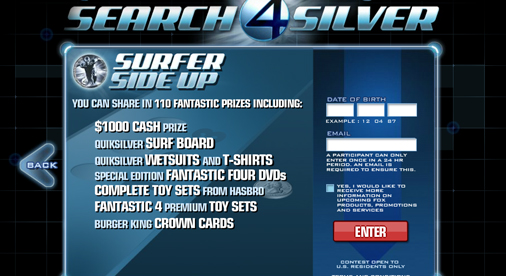 SEARCH 4 SILVER
SURFER
SIDE UP
YOU CAN SHARE IN 110 FANTASTIC PRIZES INCLUDING:
$1000 CASH PRIZE
QUIKSILVER SURF BOARD
QUIKSILVER WETSUITS AND T-SHIRTS
SPECIAL EDITION FANTASTIC FOUR DVDs
COMPLETE TOY SETS FROM HASBRO
FANTASTIC 4 PREMIUM TOY SETS
BURGER KING CROWN CARDS
BACK
DATE OF BIRTH
EXAMPLE : 12 04 87
EMAIL
A PARTICIPANT CAN ONLY
ENTER ONCE IN A 24 HR
PERIOD. AN EMAIL IS
REQUIRED TO ENSURE THIS.
YES, I WOULD LIKE TO
RECEIVE MORE
INFORMATION ON
UPCOMING FOX
PRODUCTS, PROMOTIONS
AND SERVICES
ENTER
CONTEST OPEN TO
U.S. RESIDENTS ONLY